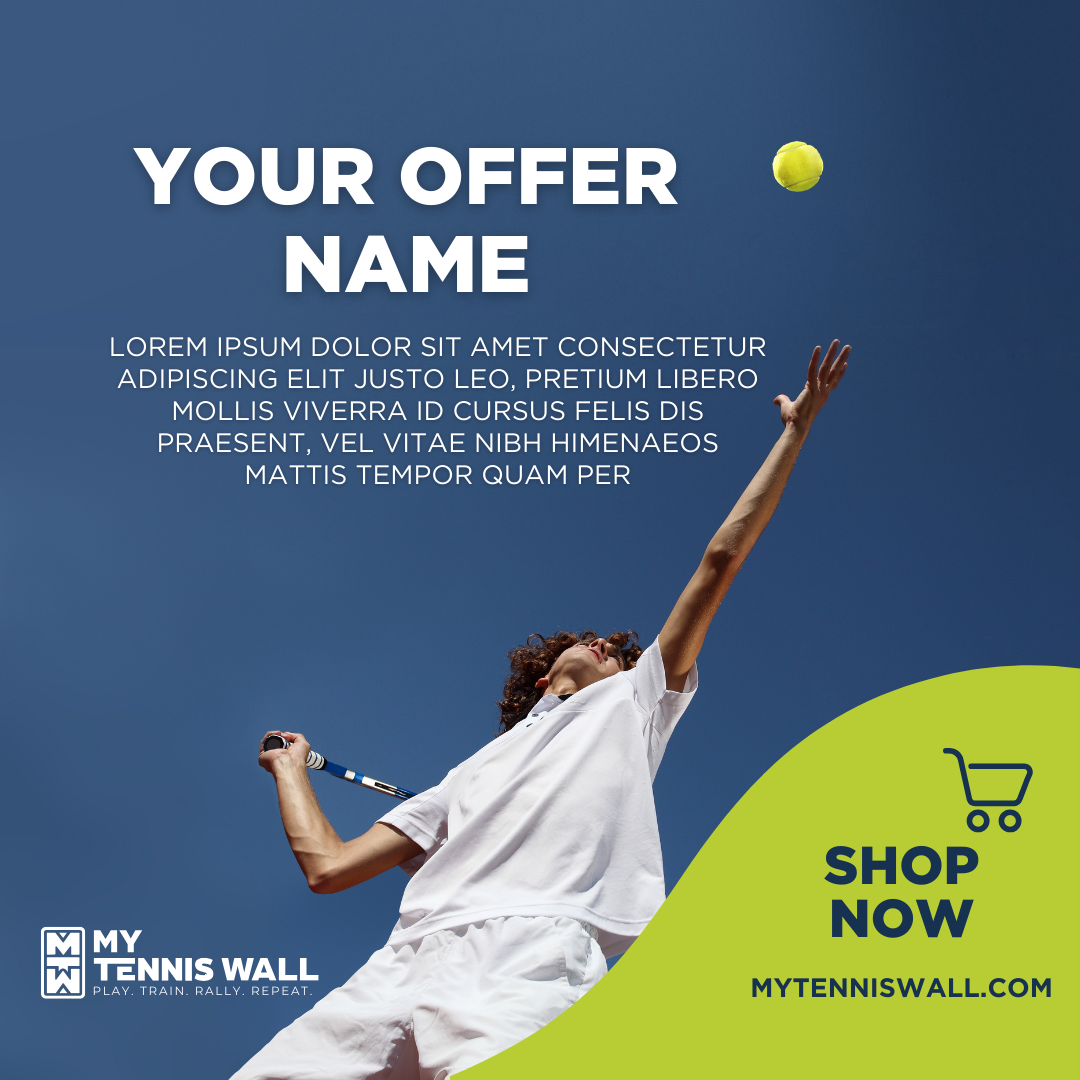 YOUR OFFER
NAME
LOREM IPSUM DOLOR SIT AMET CONSECTETUR
ADIPISCING ELIT JUSTO LEO, PRETIUM LIBERO
MOLLIS VIVERRA ID CURSUS FELIS DIS
PRAESENT, VEL VITAE NIBH HIMENAEOS
MATTIS TEMPOR QUAM PER
SHOP
NOW
MYTENNISWALL.COM
MY
TENNIS WALL
PLAY. TRAIN. RALLY. REPEAT.